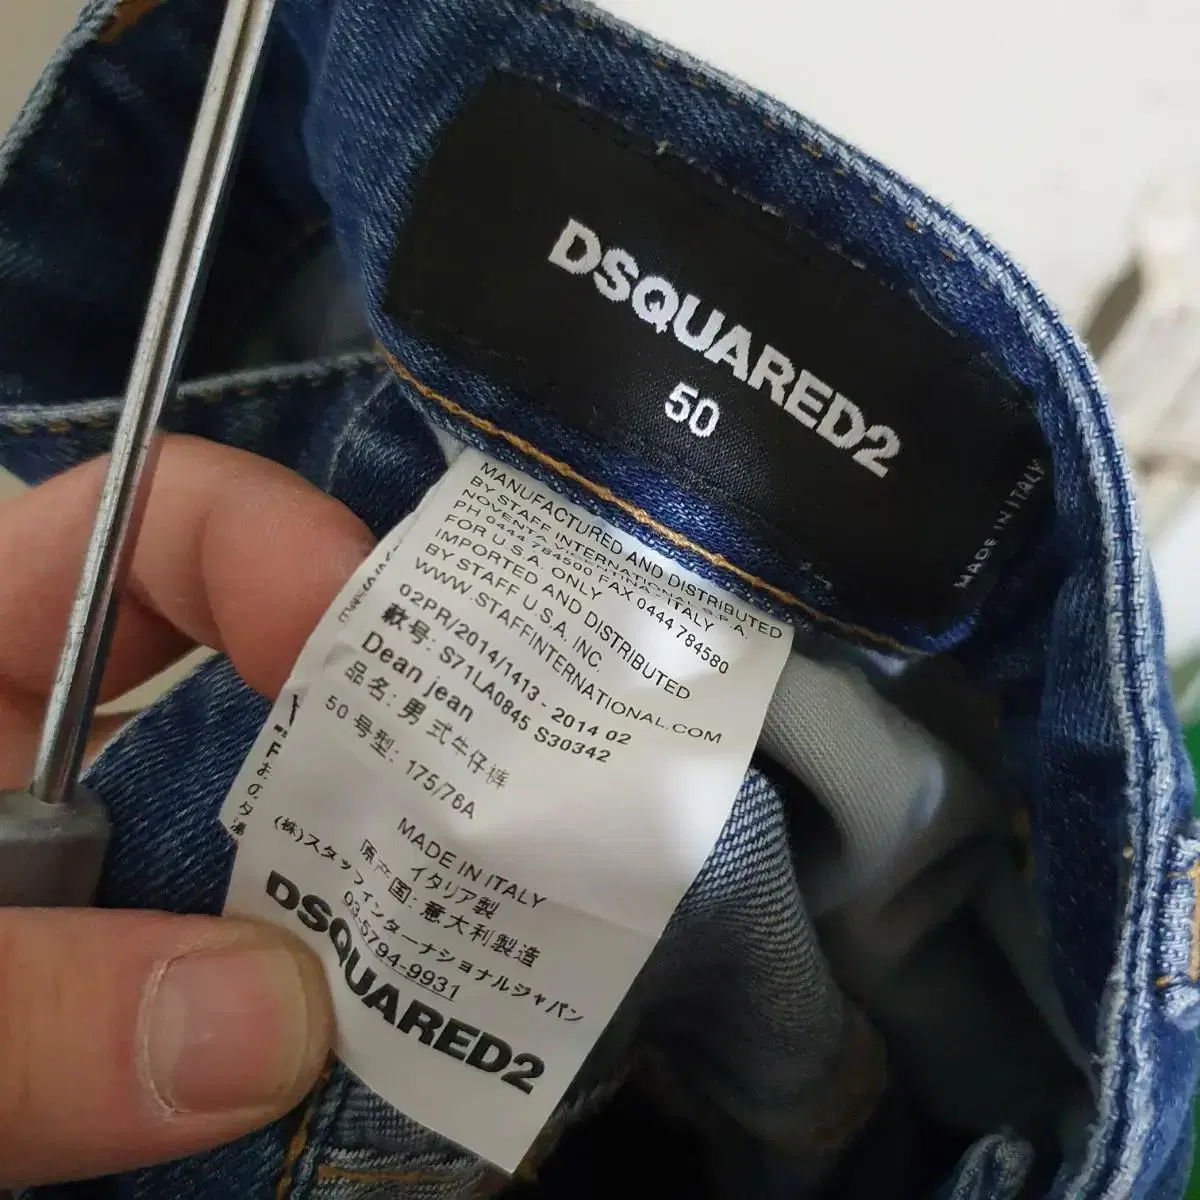 DSQUARED2
50
MADE IN ITALY
MANUFACTURED AND DISTRIBUTED
BY STAFF INTERNATIONAL S.P.A.
NOVENTA ITALY
PH 0444 784500 FAX 0444 784580
FOR U.S.A. ONLY
IMPORTED AND DISTRIBUTED
BY STAFF U.S.A. INC.
WWW.STAFFINTERNATIONAL.COM
02PR/2014/1413 - 2014 02
款号: S71LA0845 S30342
Dean jean
品名: 男式牛仔裤
50 号型: 175/76A
MADE IN ITALY
イタリア製
原产国: 意大利製造
(株)スタッフ インターナショナルジャパン
03-5794-9931
DSQUARED2